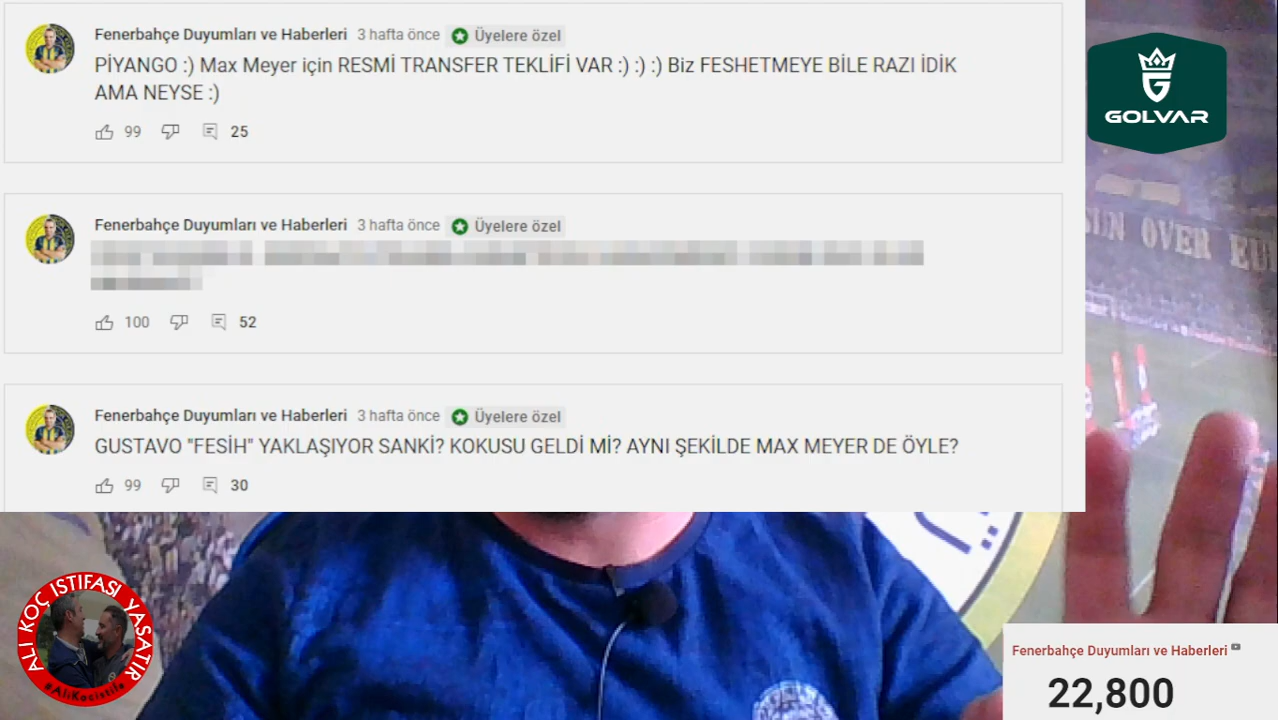 Fenerbahçe Duyumları ve Haberleri 3 hafta önce Üyelere özel
PİYANGO :) Max Meyer için RESMİ TRANSFER TEKLİFİ VAR :) :) :) Biz FESHETMEYE BİLE RAZI İDİK
AMA NEYSE :)
99 25
GOLVAR
Fenerbahçe Duyumları ve Haberleri 3 hafta önce Üyelere özel
100 52
SUN OVER EU
Fenerbahçe Duyumları ve Haberleri 3 hafta önce Üyelere özel
GUSTAVO "FESİH" YAKLAŞIYOR SANKİ? KOKUSU GELDİ Mİ? AYNI ŞEKİLDE MAX MEYER DE ÖYLE?
99 30
ALİ KOÇ İSTİFASI YAŞATIR
#AliKocistifa
Fenerbahçe Duyumları ve Haberleri
22,800